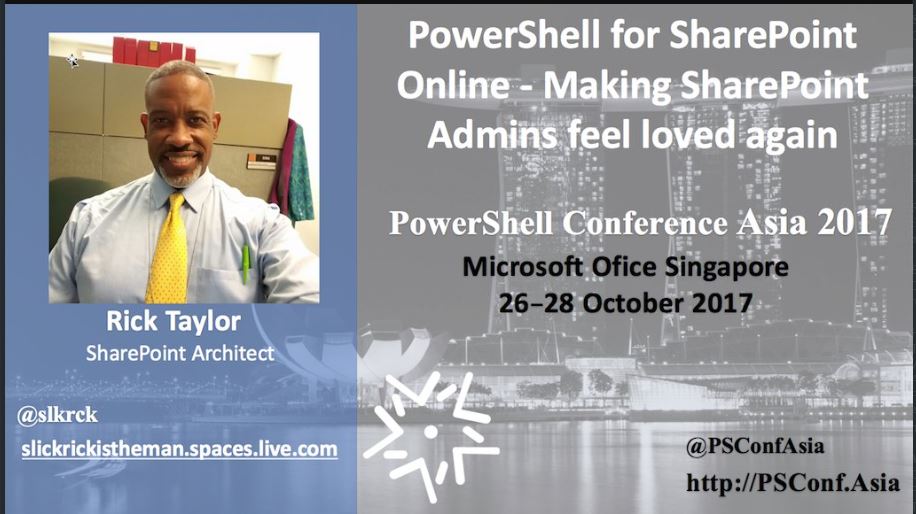 PowerShell for SharePoint
Online - Making SharePoint
Admins feel loved again
PowerShell Conference Asia 2017
Microsoft Ofice Singapore
26–28 October 2017
Rick Taylor
SharePoint Architect
@slkrck
slickrickistheman.spaces.live.com
@PSConfAsia
http://PSConf.Asia